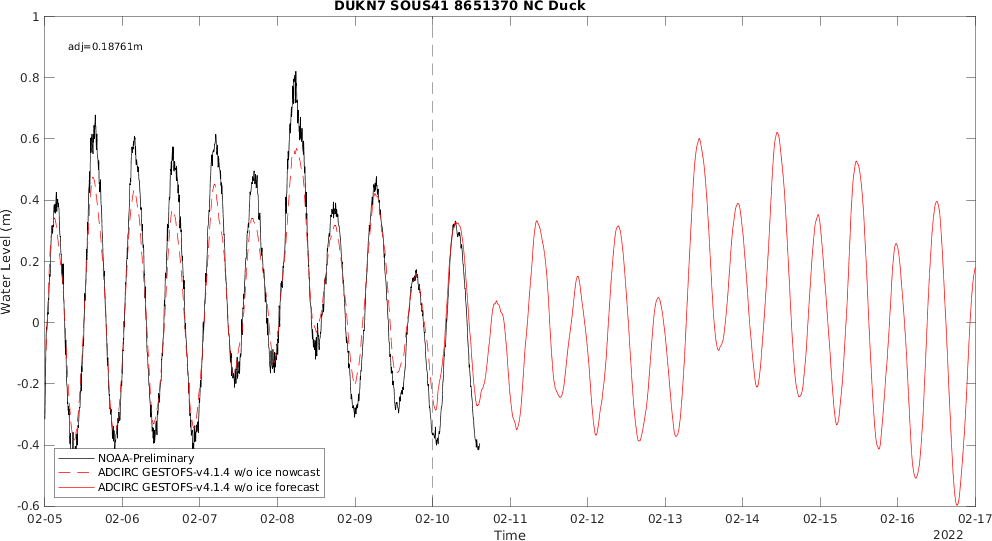 DUKN7 SOUS41 8651370 NC Duck
adj=0.18761m
Water Level (m)
1
0.8
0.6
0.4
0.2
0
-0.2
-0.4
-0.6
NOAA-Preliminary
ADCIRC GESTOFS-v4.1.4 w/o ice nowcast
ADCIRC GESTOFS-v4.1.4 w/o ice forecast
02-05 02-06 02-07 02-08 02-09 02-10 02-11 02-12 02-13 02-14 02-15 02-16 02-17
Time
2022